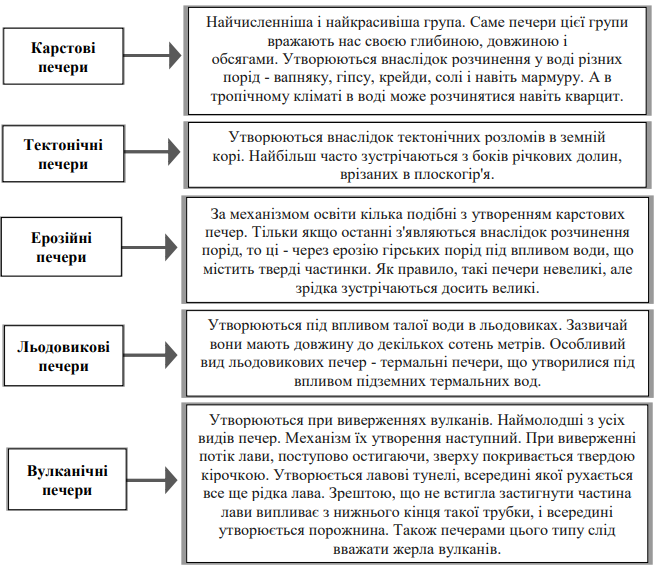 Карстові
печери
Найчисленніша і найкрасивіша група. Саме печери цієї групи
вражають нас своєю глибиною, довжиною і
обсягами. Утворюються внаслідок розчинення у воді різних
порід - вапняку, гіпсу, крейди, солі і навіть мармуру. А в
тропічному кліматі в воді може розчинятися навіть кварцит.
Тектонічні
печери
Утворюються внаслідок тектонічних розломів в земній
корі. Найбільш часто зустрічаються з боків річкових долин,
врізаних в плоскогір'я.
Ерозійні
печери
За механізмом освіти кілька подібні з утворенням карстових
печер. Тільки якщо останні з'являються внаслідок розчинення
порід, то ці - через ерозію гірських порід під впливом води, що
містить тверді частинки. Як правило, такі печери невеликі, але
зрідка зустрічаються досить великі.
Льодовикові
печери
Утворюються під впливом талої води в льодовиках. Зазвичай
вони мають довжину до декількох сотень метрів. Особливий
вид льодовикових печер - термальні печери, що утворилися під
впливом підземних термальних вод.
Вулканічні
печери
Утворюються при виверженнях вулканів. Наймолодші з усіх
видів печер. Механізм їх утворення наступний. При виверженні
потік лави, поступово остигаючи, зверху покривається твердою
кірочкою. Утворюється лавові тунелі, всередині якої рухається
все ще рідка лава. Зрештою, що не встигла застигнути частина
лави випливає з нижнього кінця такої трубки, і всередині
утворюється порожнина. Також печерами цього типу слід
вважати жерла вулканів.